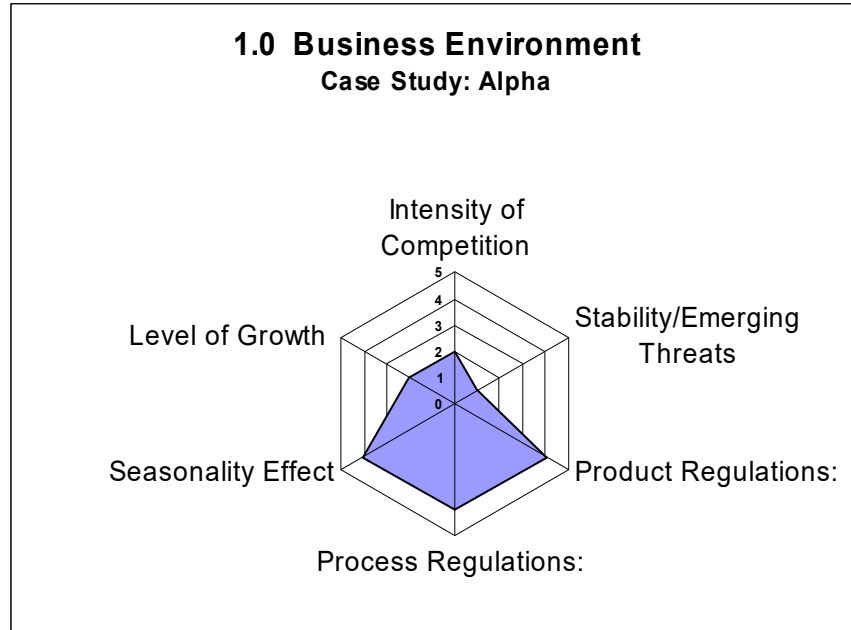 1.0 Business Environment
Case Study: Alpha
Intensity of
Competition
5
4
3
2
1
0
Stability/Emerging
Threats
Level of Growth
Seasonality Effect
Product Regulations:
Process Regulations: